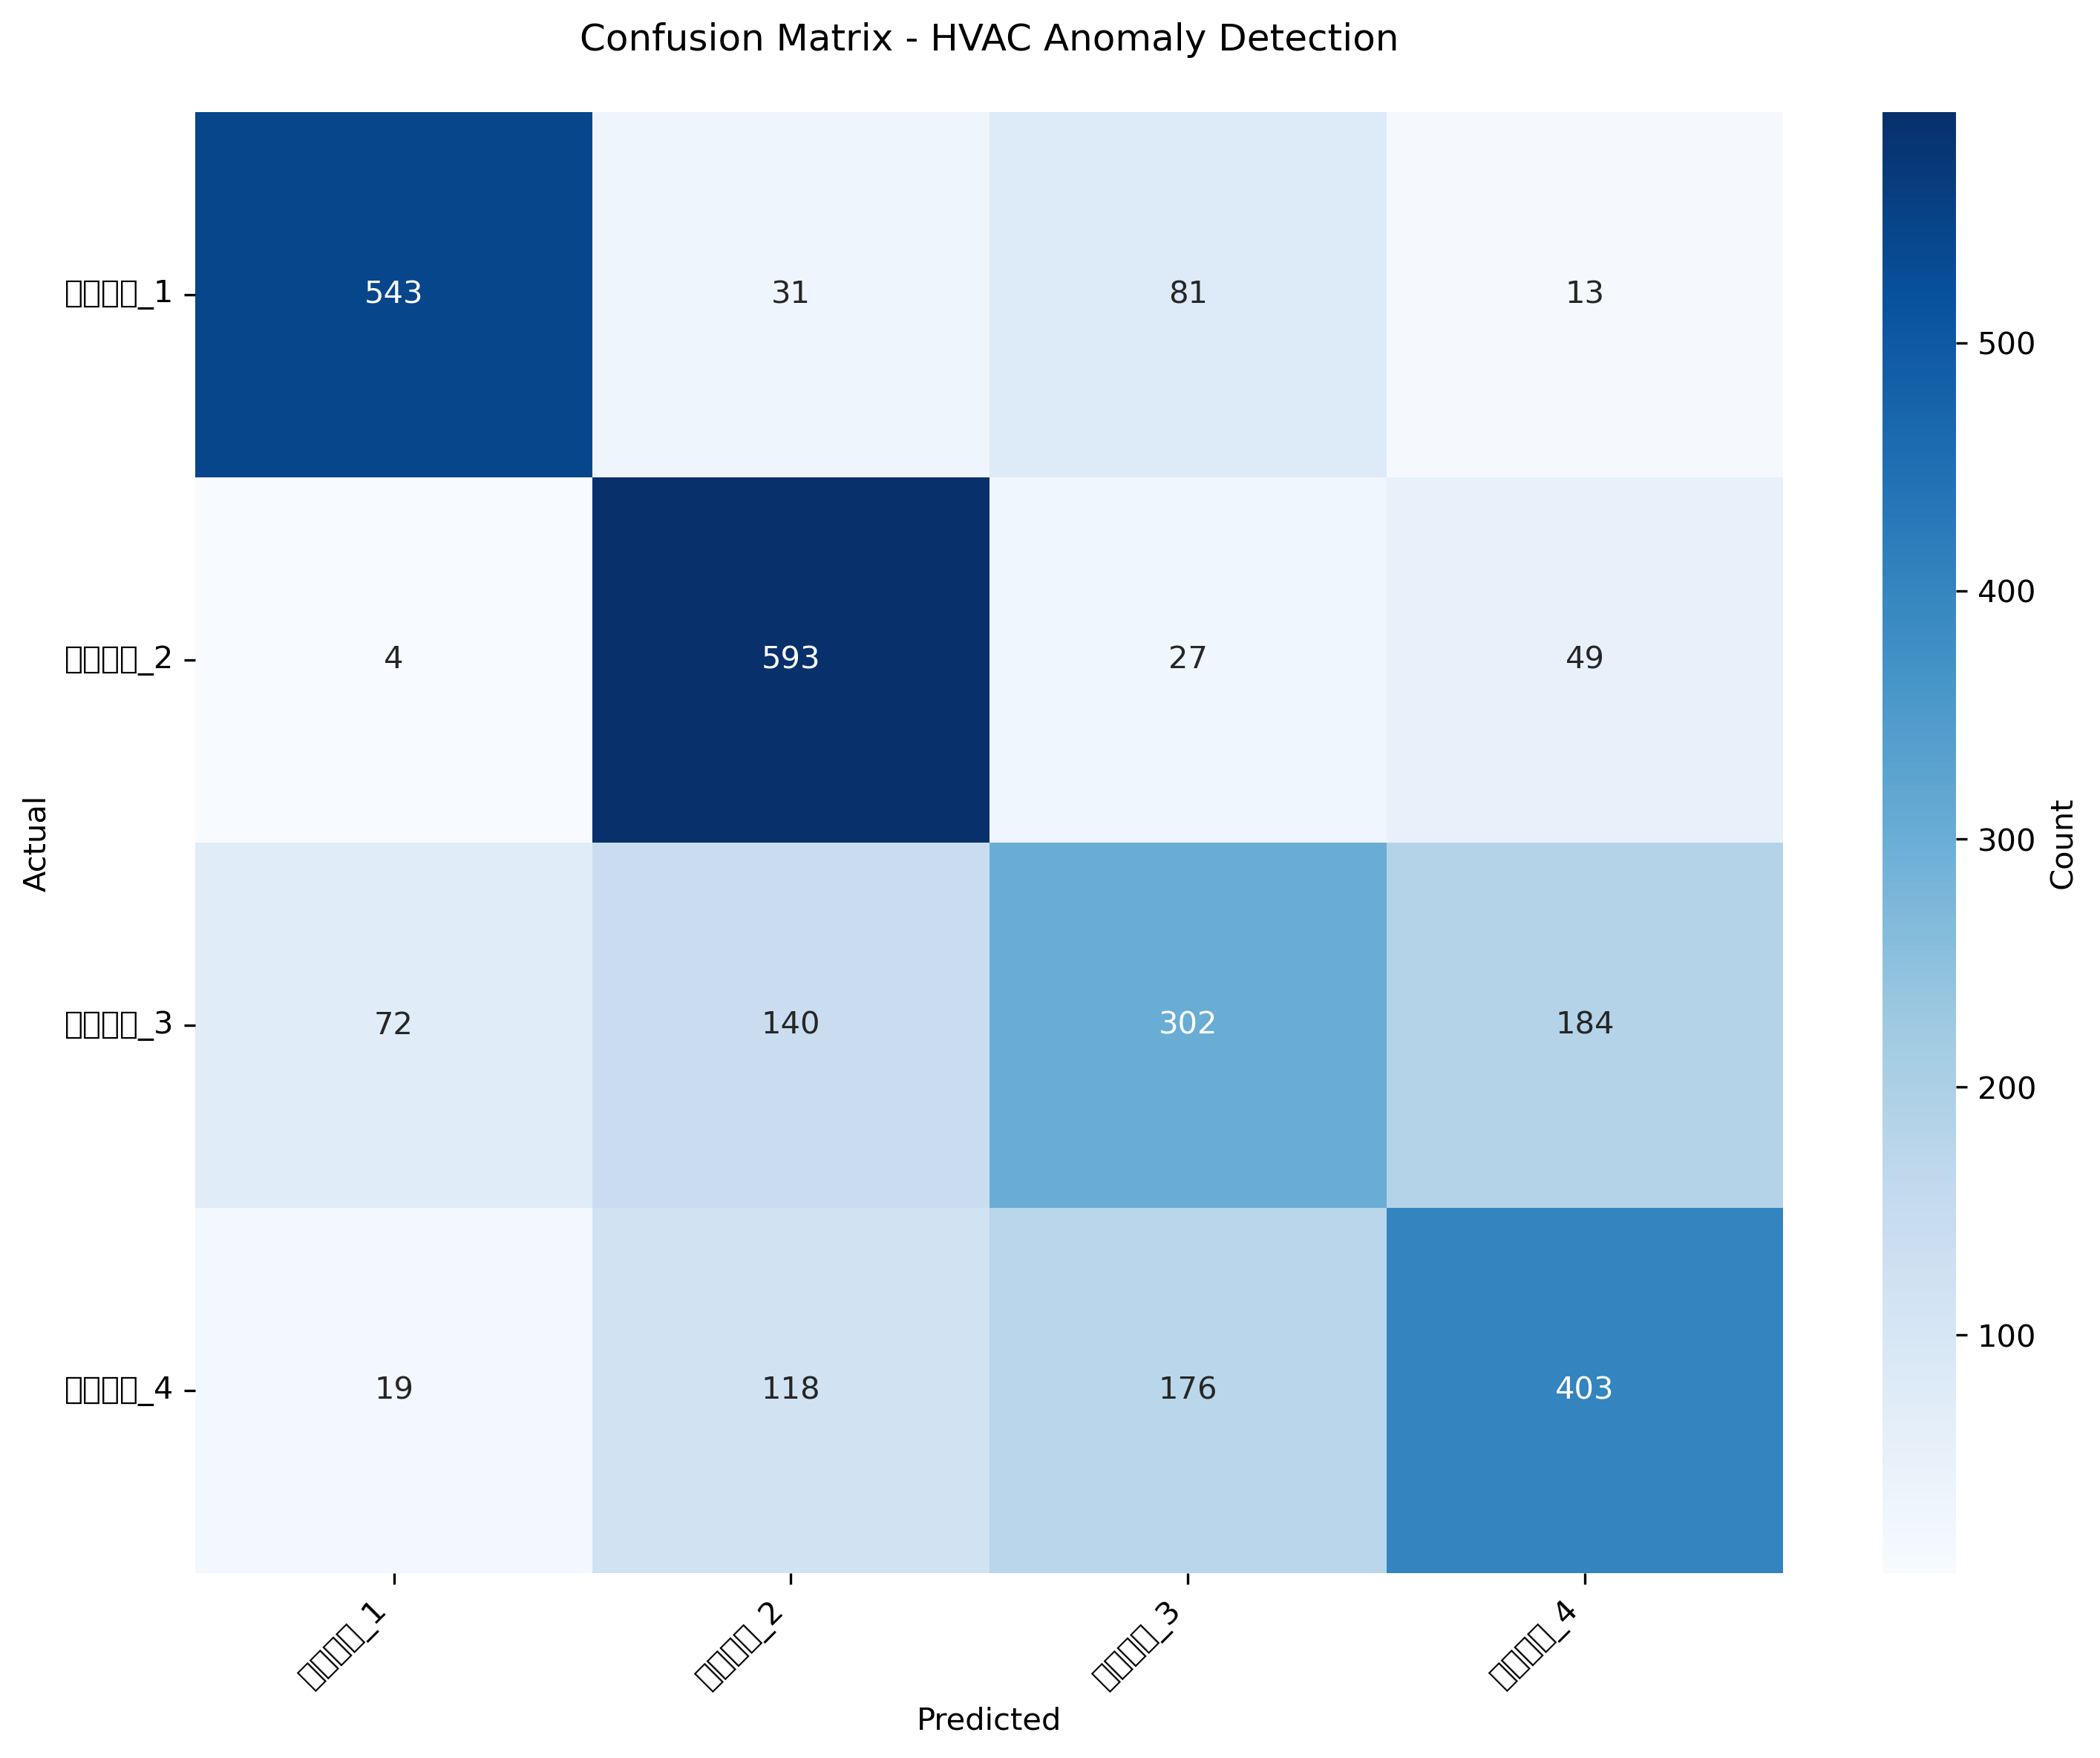 Confusion Matrix - HVAC Anomaly Detection
_1 543 31 81 13
_2 4 593 27 49
_3 72 140 302 184
_4 19 118 176 403
_1 _2 _3 _4
Predicted
Actual
500
400
300
200
100
Count